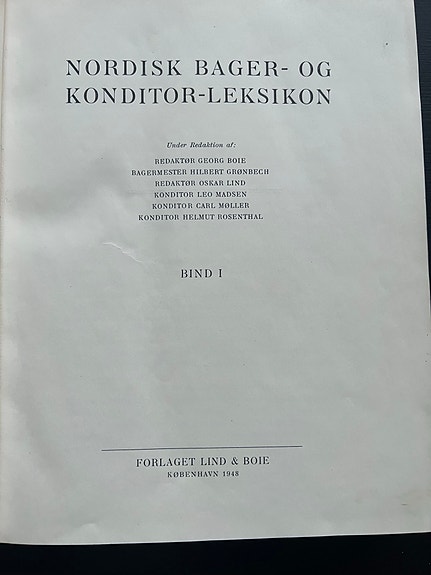 NORDISK BAGER- OG
KONDITOR-LEKSIKON
Under Redaktion af:
REDAKTØR GEORG BOIE
BAGERMESTER HILBERT GRØNBECH
REDAKTØR OSKAR LIND
KONDITOR LEO MADSEN
KONDITOR CARL MØLLER
KONDITOR HELMUT ROSENTHAL
BIND I
FORLAGET LIND & BOIE
KØBENHAVN 1948